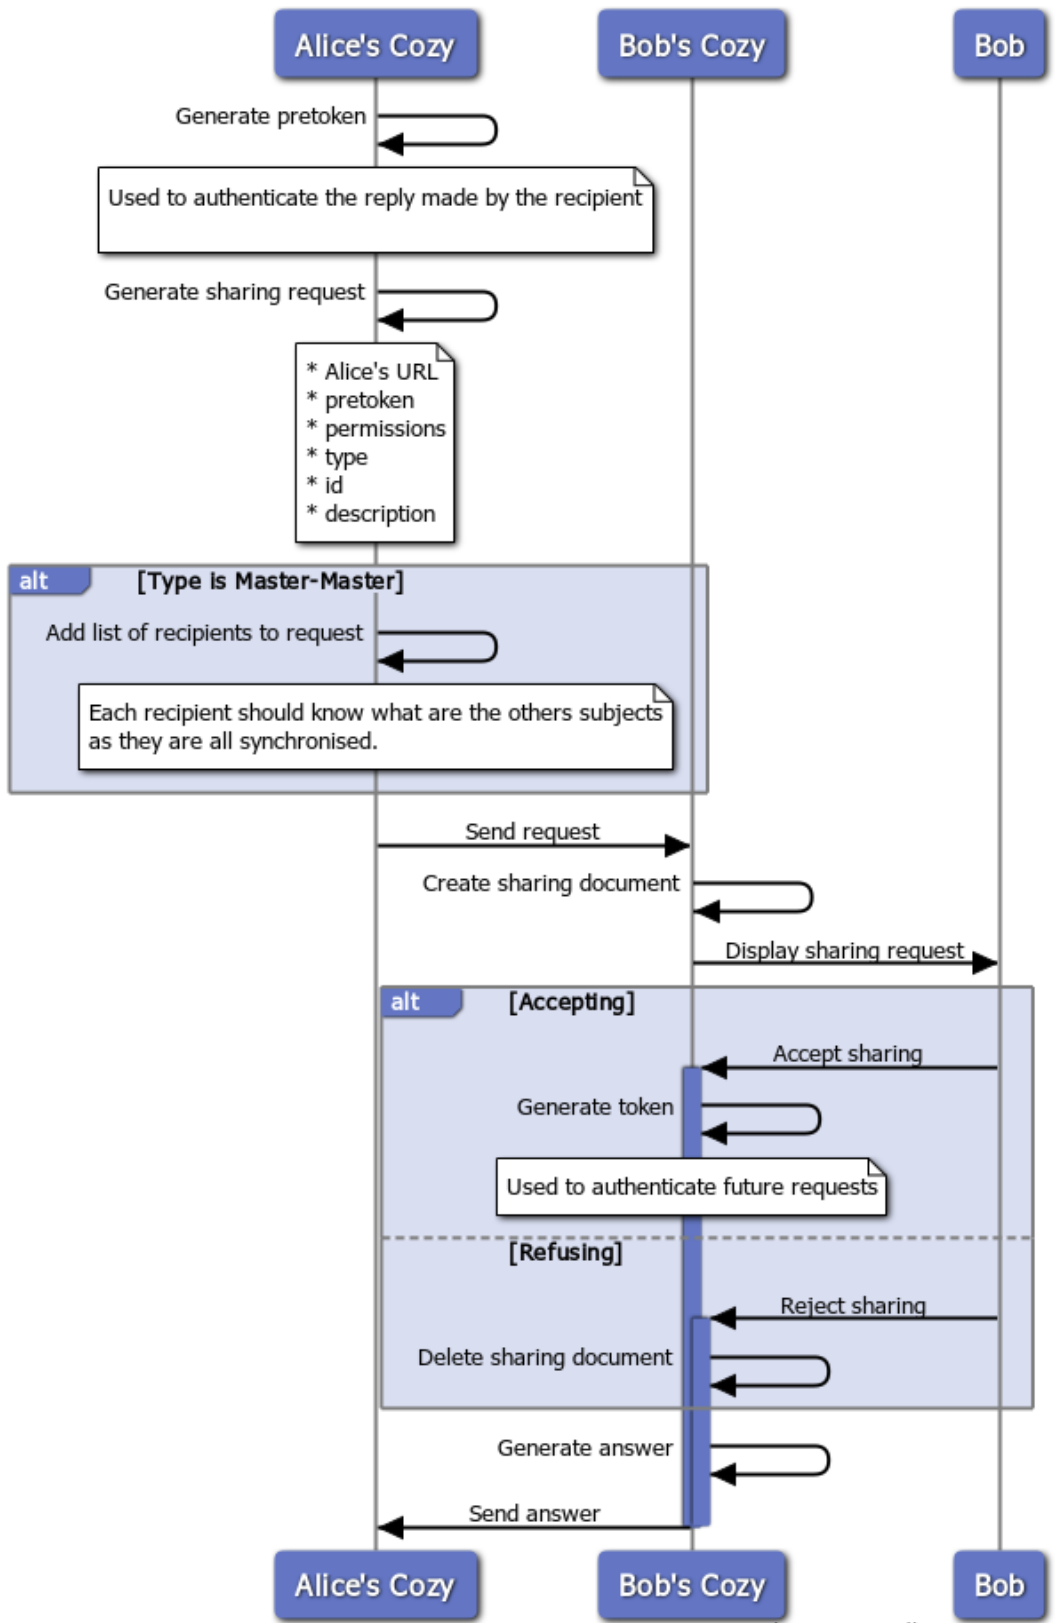 Alice's Cozy
Bob's Cozy
Bob
Generate pretoken
Used to authenticate the reply made by the recipient
Generate sharing request
* Alice's URL
* pretoken
* permissions
* type
* id
* description
alt
[Type is Master-Master]
Add list of recipients to request
Each recipient should know what are the others subjects
as they are all synchronised.
Send request
Create sharing document
Display sharing request
alt
[Accepting]
Accept sharing
Generate token
Used to authenticate future requests
[Refusing]
Reject sharing
Delete sharing document
Generate answer
Send answer
Alice's Cozy
Bob's Cozy
Bob